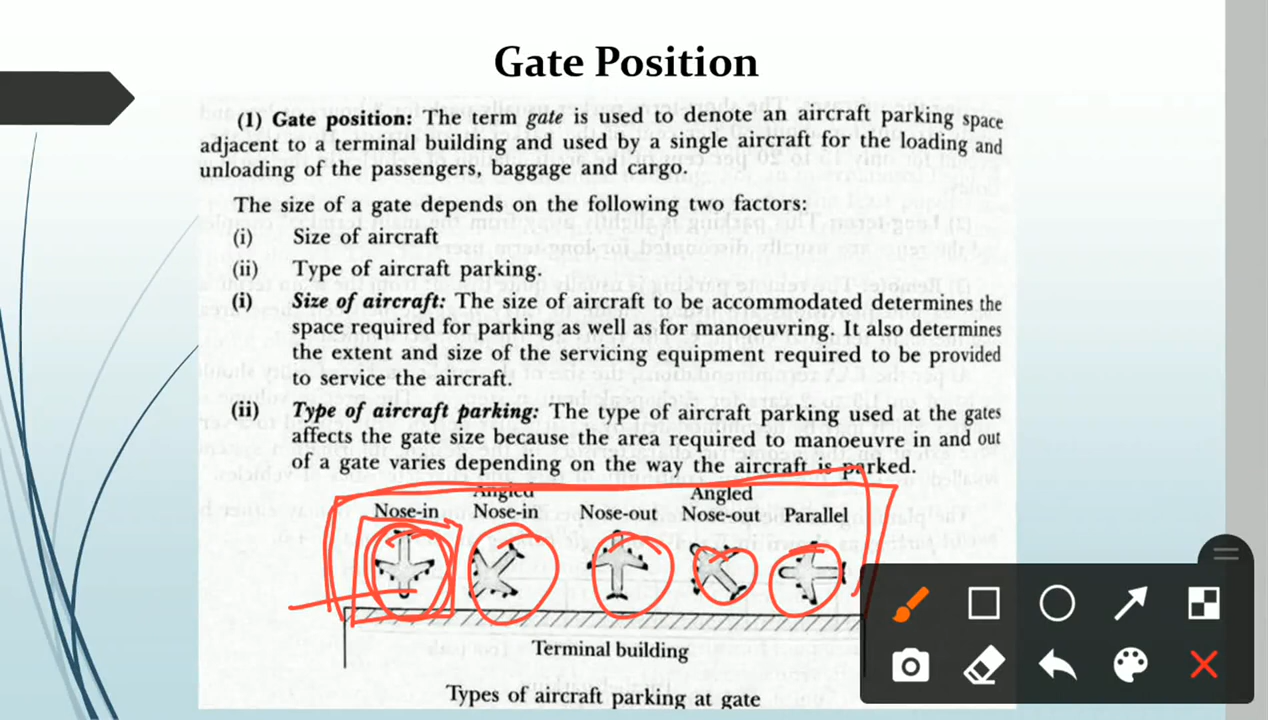 Gate Position
(1) Gate position: The term gate is used to denote an aircraft parking space
adjacent to a terminal building and used by a single aircraft for the loading and
unloading of the passengers, baggage and cargo.
The size of a gate depends on the following two factors:
(i) Size of aircraft
(ii) Type of aircraft parking.
(i) Size of aircraft: The size of aircraft to be accommodated determines the
space required for parking as well as for manoeuvring. It also determines
the extent and size of the servicing equipment required to be provided
to service the aircraft.
(ii) Type of aircraft parking: The type of aircraft parking used at the gates
affects the gate size because the area required to manoeuvre in and out
of a gate varies depending on the way the aircraft is parked.
Angled Angled
Nose-in Nose-in Nose-out Nose-out Parallel
Terminal building
Types of aircraft parking at gate